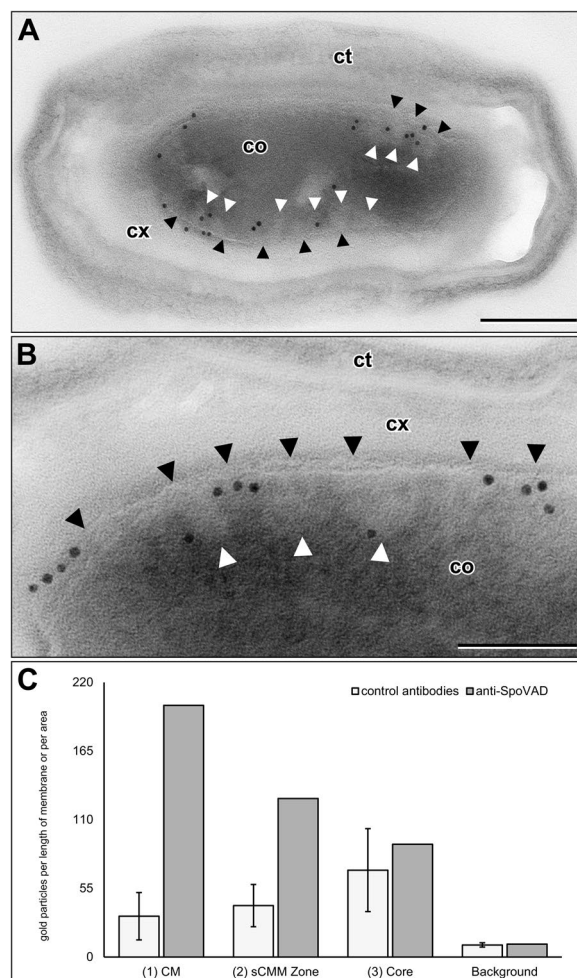 A
ct
co
cx
B
ct
cx
co
C
220
control antibodies anti-SpoVAD
165
110
55
0
gold particles per length of membrane or per area
(1) CM (2) sCMM Zone (3) Core Background